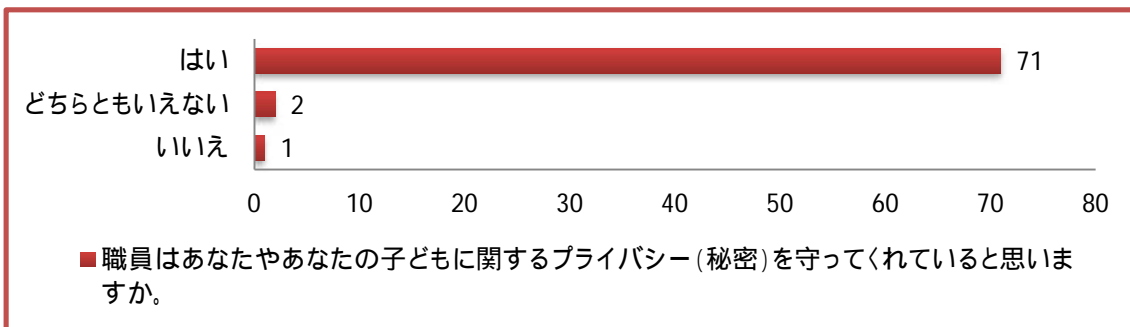 はい 71
どちらともいえない 2
いいえ 1
0 10 20 30 40 50 60 70 80
職員はあなたやあなたの子どもに関するプライバシー(秘密)を守ってくれていると思いま
すか。